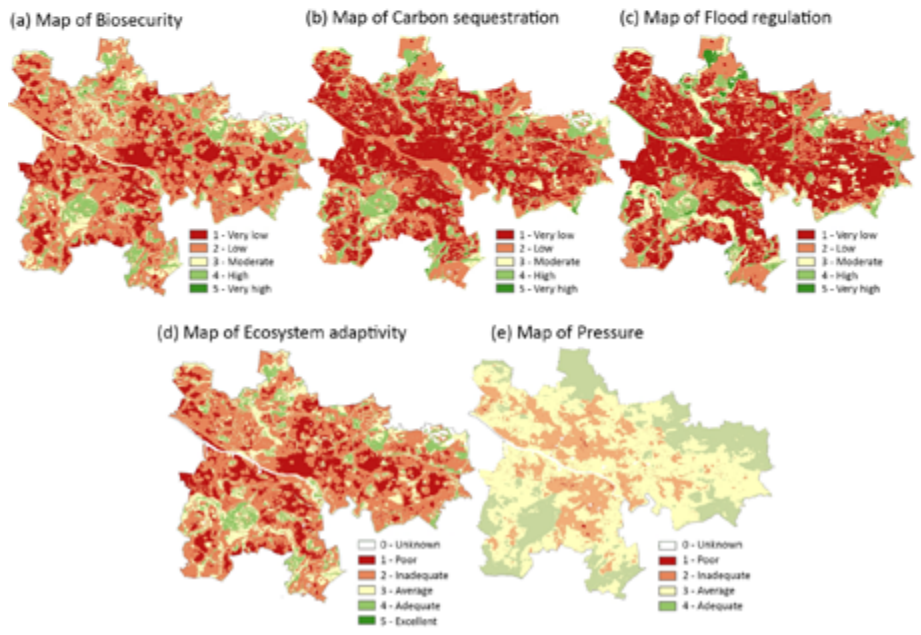 (a) Map of Biosecurity
(b) Map of Carbon sequestration
(c) Map of Flood regulation
1 - Very low
2 - Low
3 - Moderate
4 - High
5 - Very high
1 - Very low
2 - Low
3 - Moderate
4 - High
5 - Very high
1 - Very low
2 - Low
3 - Moderate
4 - High
5 - Very high
(d) Map of Ecosystem adaptivity
(e) Map of Pressure
0 - Unknown
1 - Poor
2 - Inadequate
3 - Average
4 - Adequate
5 - Excellent
0 - Unknown
1 - Poor
2 - Inadequate
3 - Average
4 - Adequate